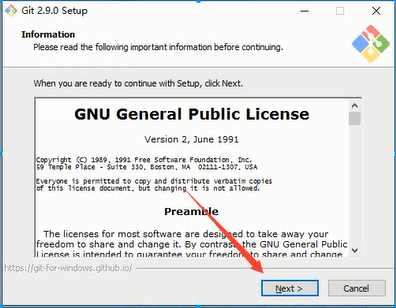 Git 2.9.0 Setup
Information
Please read the following important information before continuing.
When you are ready to continue with Setup, click Next.
GNU General Public License
Version 2, June 1991
Copyright (C) 1989, 1991 Free Software Foundation, Inc.
59 Temple Place - Suite 330, Boston, MA  02111-1307, USA
Everyone is permitted to copy and distribute verbatim copies
of this license document, but changing it is not allowed.
Preamble
The licenses for most software are designed to take away your
freedom to share and change it. By contrast, the GNU General Public
License is intended to guarantee your freedom to share and change
https://git-for-windows.github.io/
Next >
Cancel